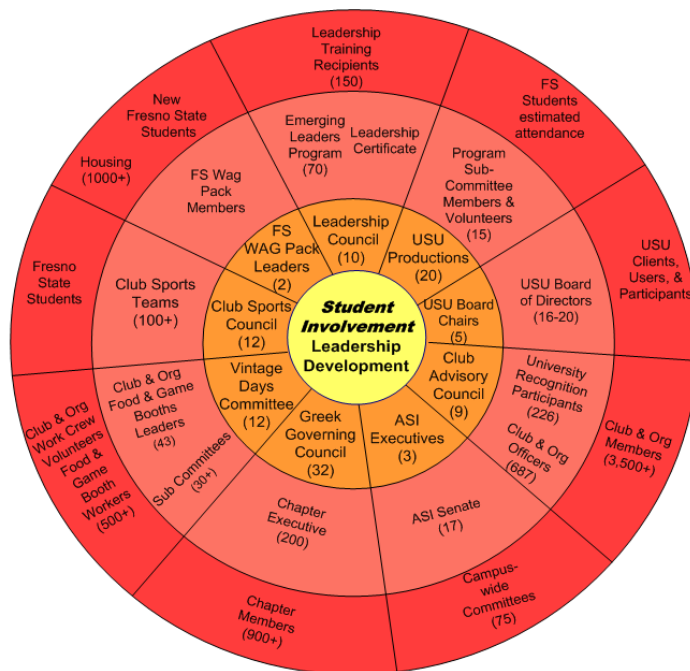 Leadership
Training
Recipients
(150)
FS
Students
estimated
attendance
USU
Clients,
Users, &
Participants
Club & Org
Members
(3,500+)
Campus-
wide
Committees
(75)
Chapter
Members
(900+)
Club & Org
Work Crew
Volunteers
Food &
Game
Booth
Workers
(500+)
Fresno
State
Students
New
Fresno State
Students
Housing
(1000+)
Emerging
Leaders
Program
(70)
Leadership
Certificate
Program
Sub-
Committee
Members &
Volunteers
(15)
USU Board
of Directors
(16-20)
University
Recognition
Participants
(226)
Club & Org
Officers
(687)
ASI Senate
(17)
Chapter
Executive
(200)
Sub Committees
(30+)
Club & Org
Food & Game
Booths
Leaders
(43)
Club Sports
Teams
(100+)
FS Wag
Pack
Members
Leadership
Council
(10)
USU
Productions
(20)
USU Board
Chairs
(5)
Club
Advisory
Council
(9)
ASI
Executives
(3)
Greek
Governing
Council
(32)
Vintage
Days
Committee
(12)
Club Sports
Council
(12)
FS
WAG Pack
Leaders
(2)
Student
Involvement
Leadership
Development